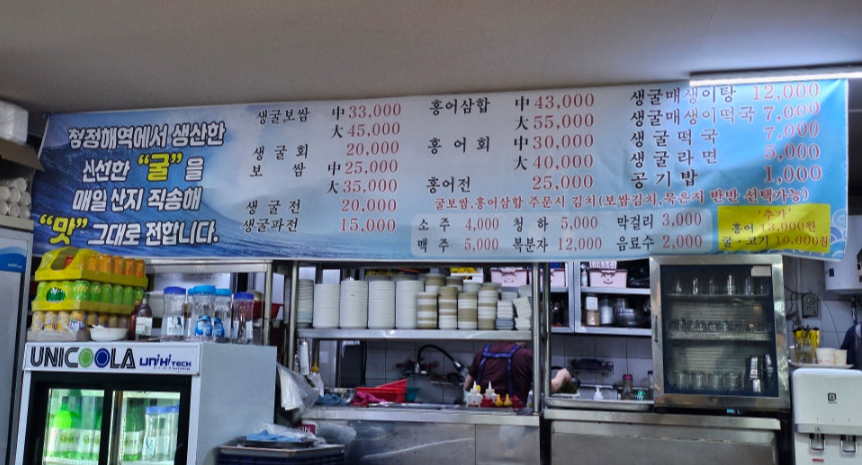 청정해역에서 생산한
신선한 “굴”을
매일 산지 직송해
“맛” 그대로 전합니다.
생굴보쌈 中 33,000
大 45,000
생굴회 20,000
보쌈 中 25,000
大 35,000
생굴전 20,000
생굴파전 15,000
홍어삼합 中 43,000
大 55,000
홍어회 中 30,000
大 40,000
홍어전 25,000
생굴매생이탕 12,000
생굴매생이떡국 7,000
생굴떡국 7,000
생굴라면 5,000
공기밥 1,000
굴보쌈.홍어삼합 주문시 김치(보쌈김치,묵은지 반반 선택가능)
소주 4,000 청하 5,000 막걸리 3,000
맥주 5,000 복분자 12,000 음료수 2,000
"추가"
홍어 13,000원
굴·고기 10,000원
UNICOOLA UNIHITECH